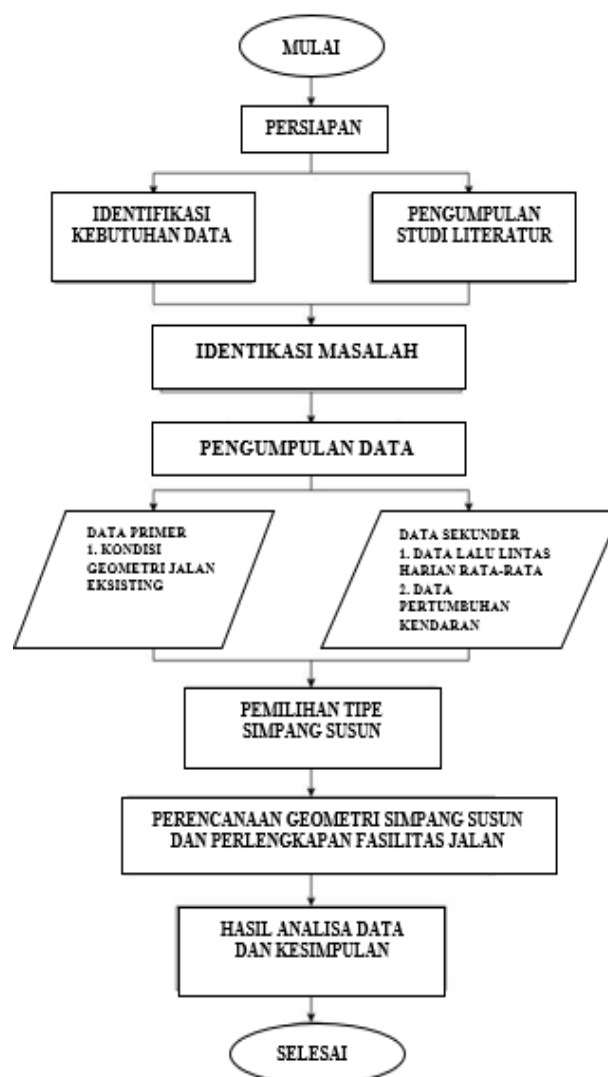 MULAI
PERSIAPAN
IDENTIFIKASI
KEBUTUHAN DATA
PENGUMPULAN
STUDI LITERATUR
IDENTIKASI MASALAH
PENGUMPULAN DATA
DATA PRIMER
1. KONDISI
GEOMETRI JALAN
EKSISTING
DATA SEKUNDER
1. DATA LALU LINTAS
HARIAN RATA-RATA
2. DATA
PERTUMBUHAN
KENDARAN
PEMILIHAN TIPE
SIMPANG SUSUN
PERENCANAAN GEOMETRI SIMPANG SUSUN
DAN PERLENGKAPAN FASILITAS JALAN
HASIL ANALISA DATA
DAN KESIMPULAN
SELESAI